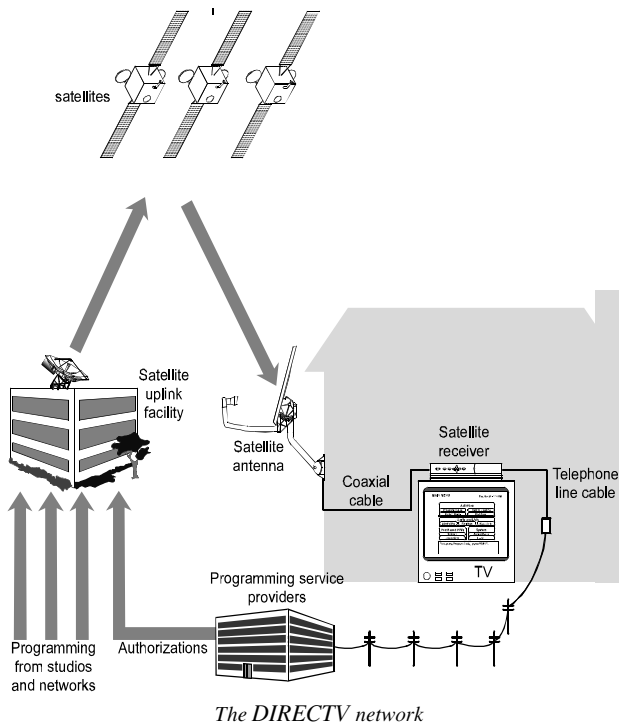 satellites
Satellite
uplink
facility
Satellite
antenna
Satellite
receiver
Coaxial
cable
Telephone
line cable
TV
Programming service
providers
Programming
from studios
and networks
Authorizations
The DIRECTV network